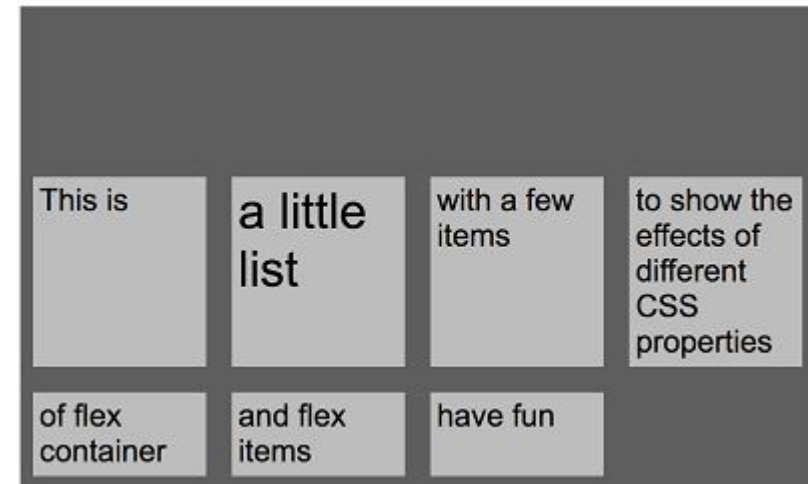 This is
a little
list
with a few
items
to show the
effects of
different
CSS
properties
of flex
container
and flex
items
have fun